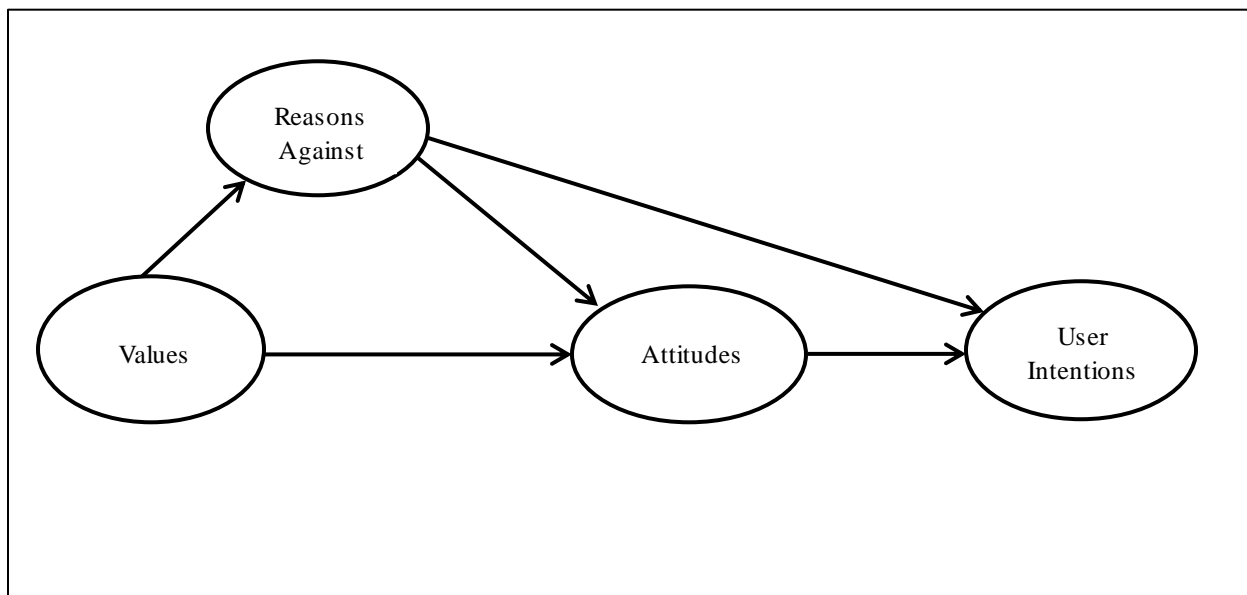 Reasons
Against
Values
Attitudes
User
Intentions